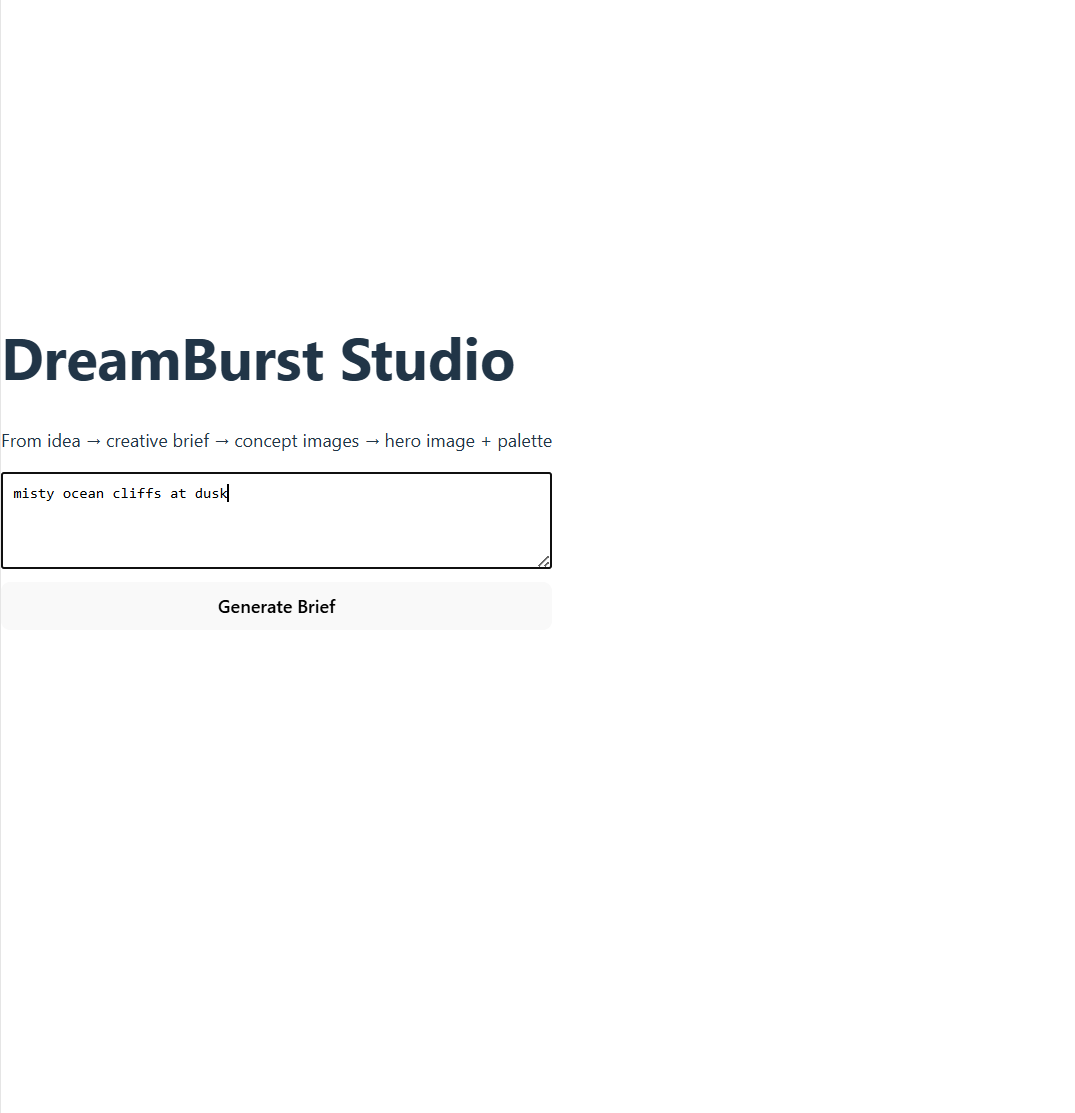 DreamBurst Studio
From idea → creative brief → concept images → hero image + palette
misty ocean cliffs at dusk
Generate Brief